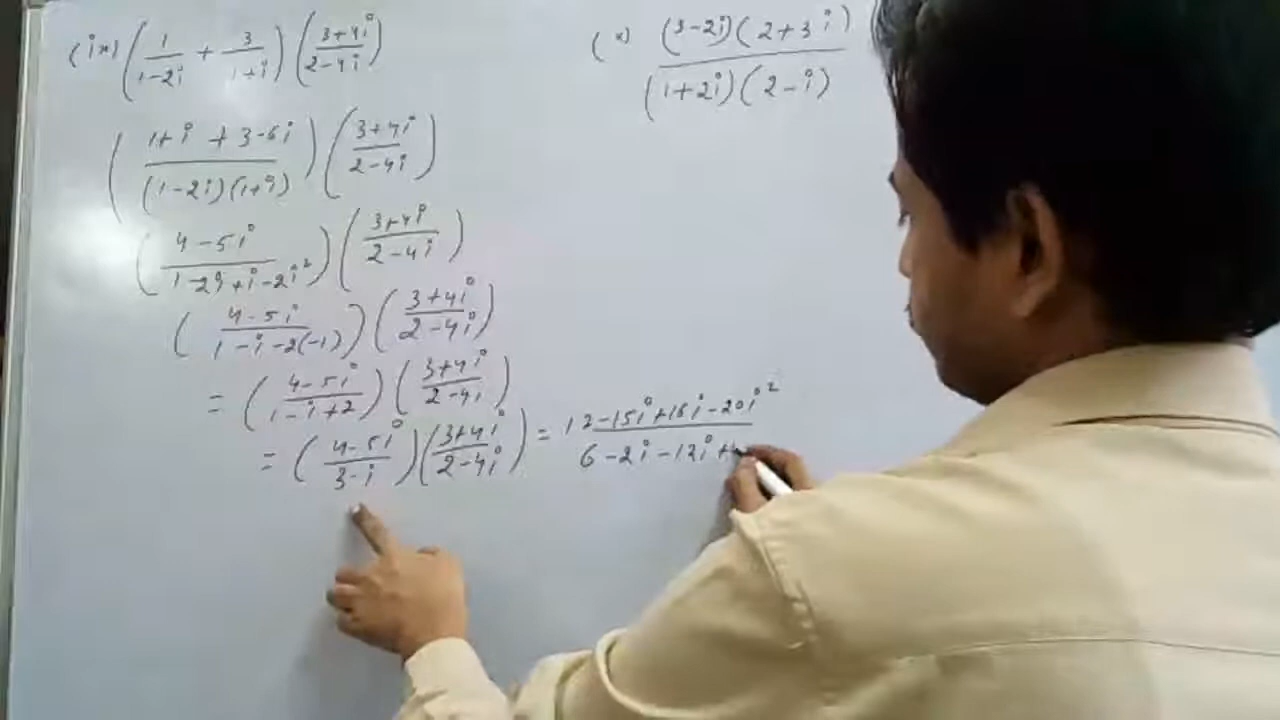 (ix) (1/(1-2i) + 3/(1+i)) ((3+4i)/(2-4i))
((1+i + 3-6i)/((1-2i)(1+i))) ((3+4i)/(2-4i))
((4-5i)/(1-2i+i-2i²)) ((3+4i)/(2-4i))
((4-5i)/(1-i-2(-1))) ((3+4i)/(2-4i))
= ((4-5i)/(1-i+2)) ((3+4i)/(2-4i))
= ((4-5i)/(3-i)) ((3+4i)/(2-4i)) = (12-15i+16i-20i²)/(6-2i-12i+4
(x) ((3-2i)(2+3i))/((1+2i)(2-i))